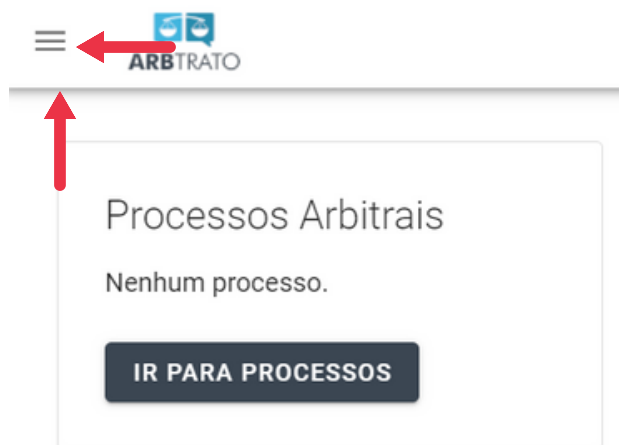 ARBTRATO
Processos Arbitrais
Nenhum processo.
IR PARA PROCESSOS